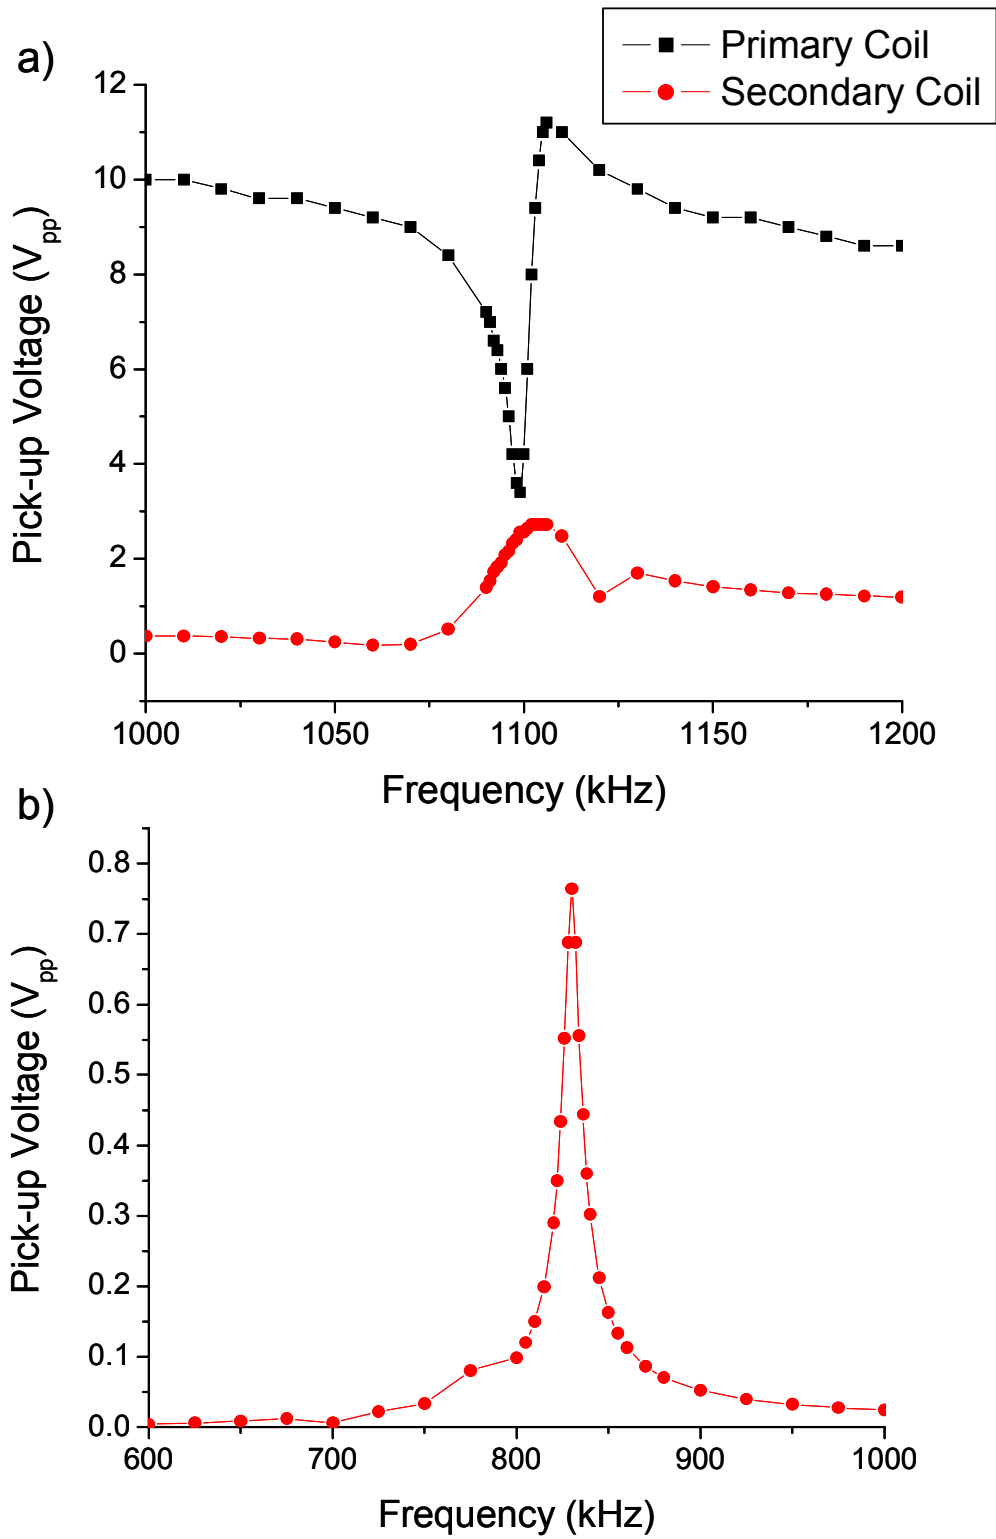 a)
Primary Coil
Secondary Coil
12
10
8
6
4
2
0
Pick-up Voltage (Vpp)
1000 1050 1100 1150 1200
Frequency (kHz)
b)
0.8
0.7
0.6
0.5
0.4
0.3
0.2
0.1
0.0
Pick-up Voltage (Vpp)
600 700 800 900 1000
Frequency (kHz)